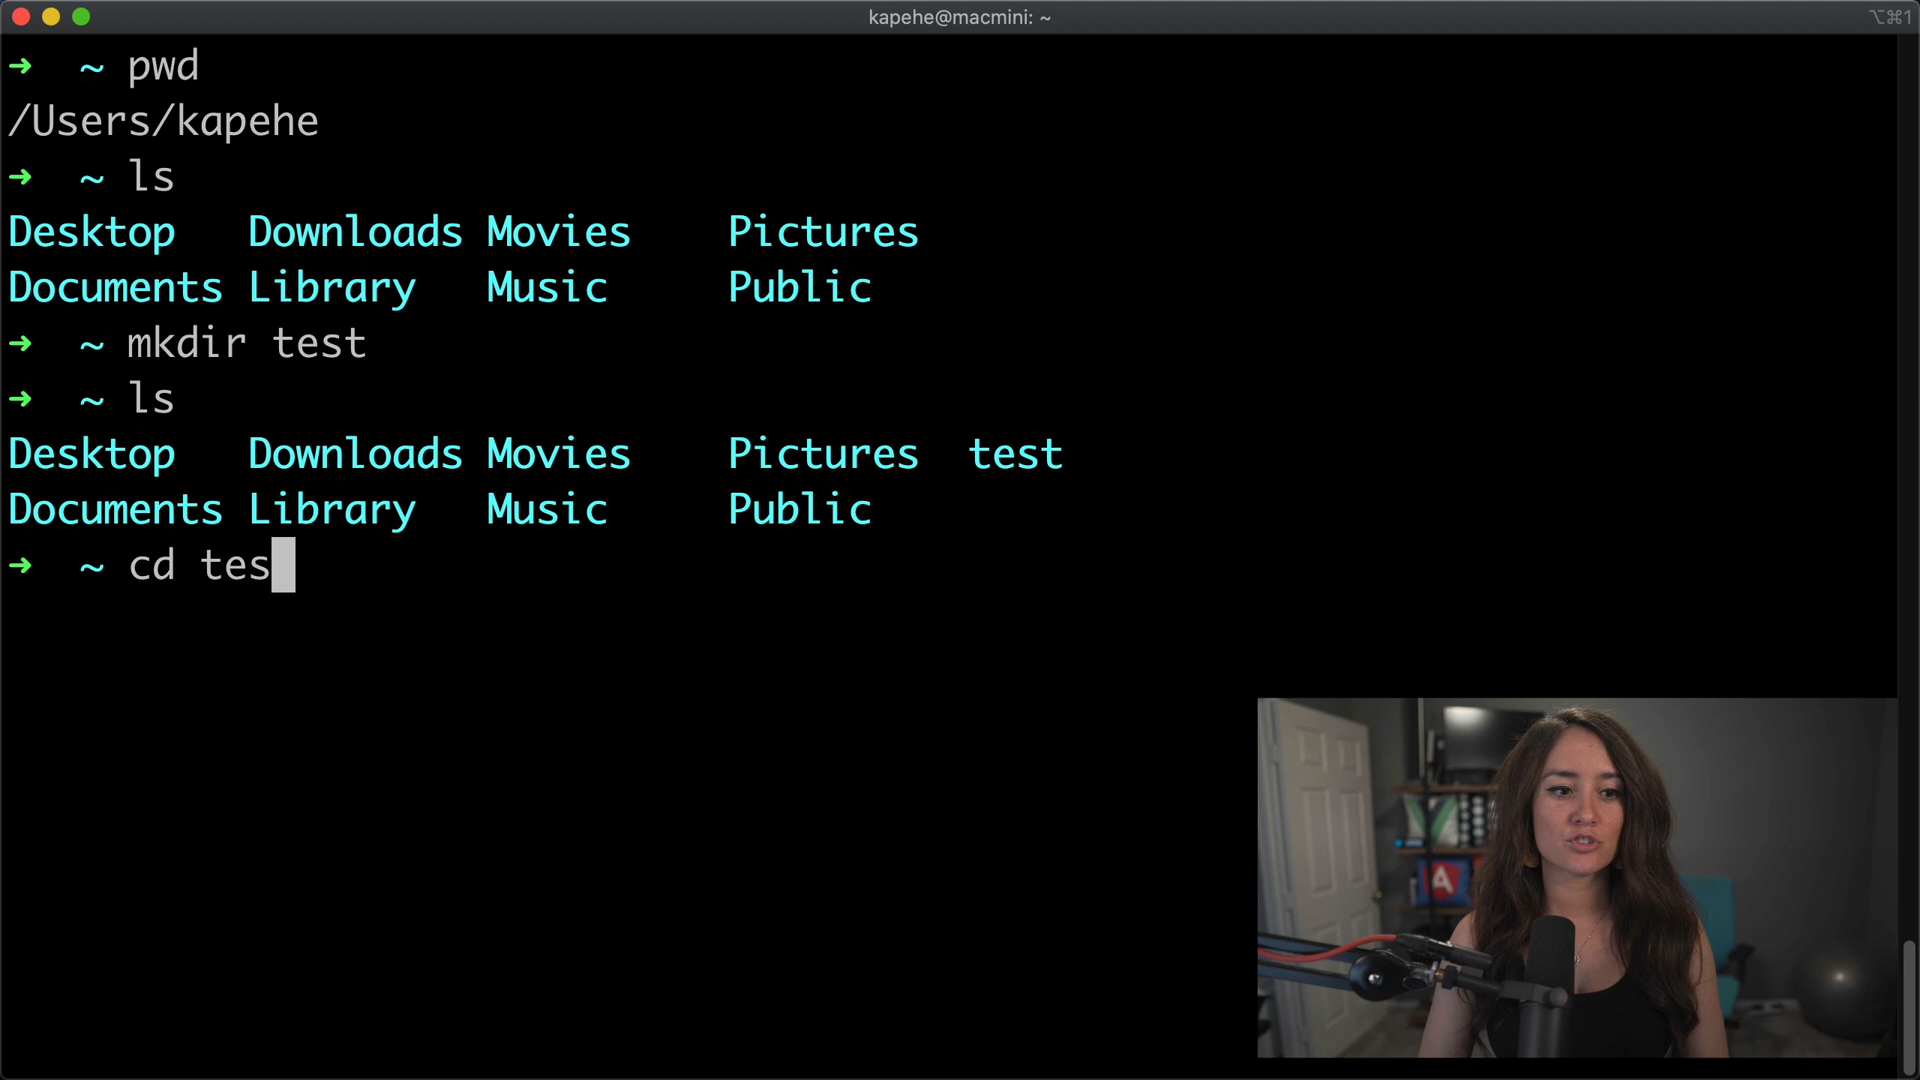 kapehe@macmini: ~
⌥⌘1
➜ ~ pwd
/Users/kapehe
➜ ~ ls
Desktop Downloads Movies Pictures
Documents Library Music Public
➜ ~ mkdir test
➜ ~ ls
Desktop Downloads Movies Pictures test
Documents Library Music Public
➜ ~ cd tes
A